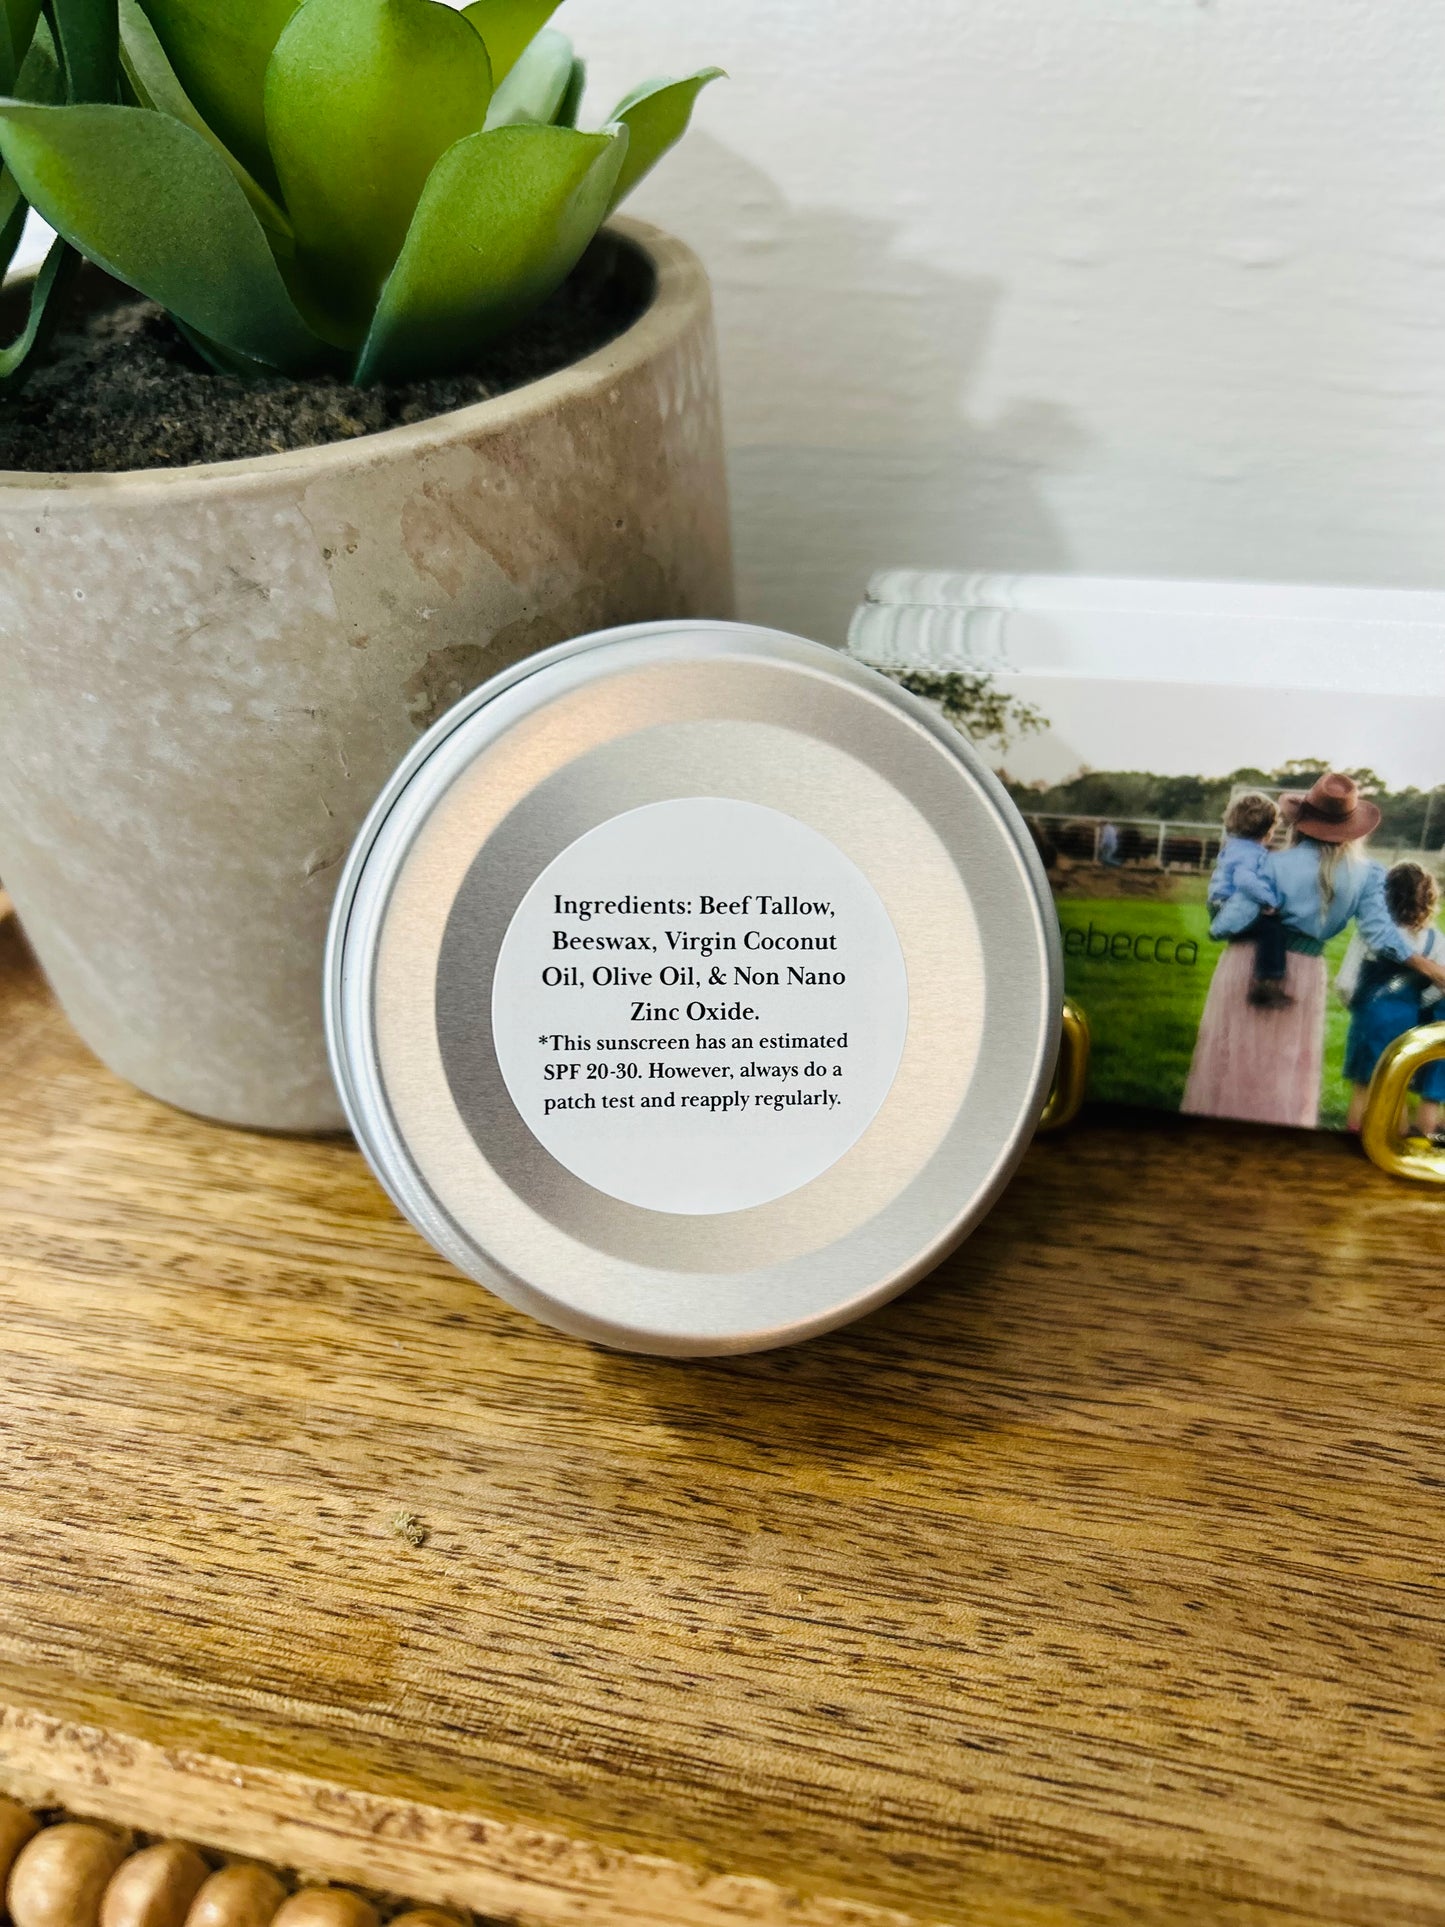 Ingredients: Beef Tallow,
Beeswax, Virgin Coconut
Oil, Olive Oil, & Non Nano
Zinc Oxide.
*This sunscreen has an estimated
SPF 20-30. However, always do a
patch test and reapply regularly.
ebecca